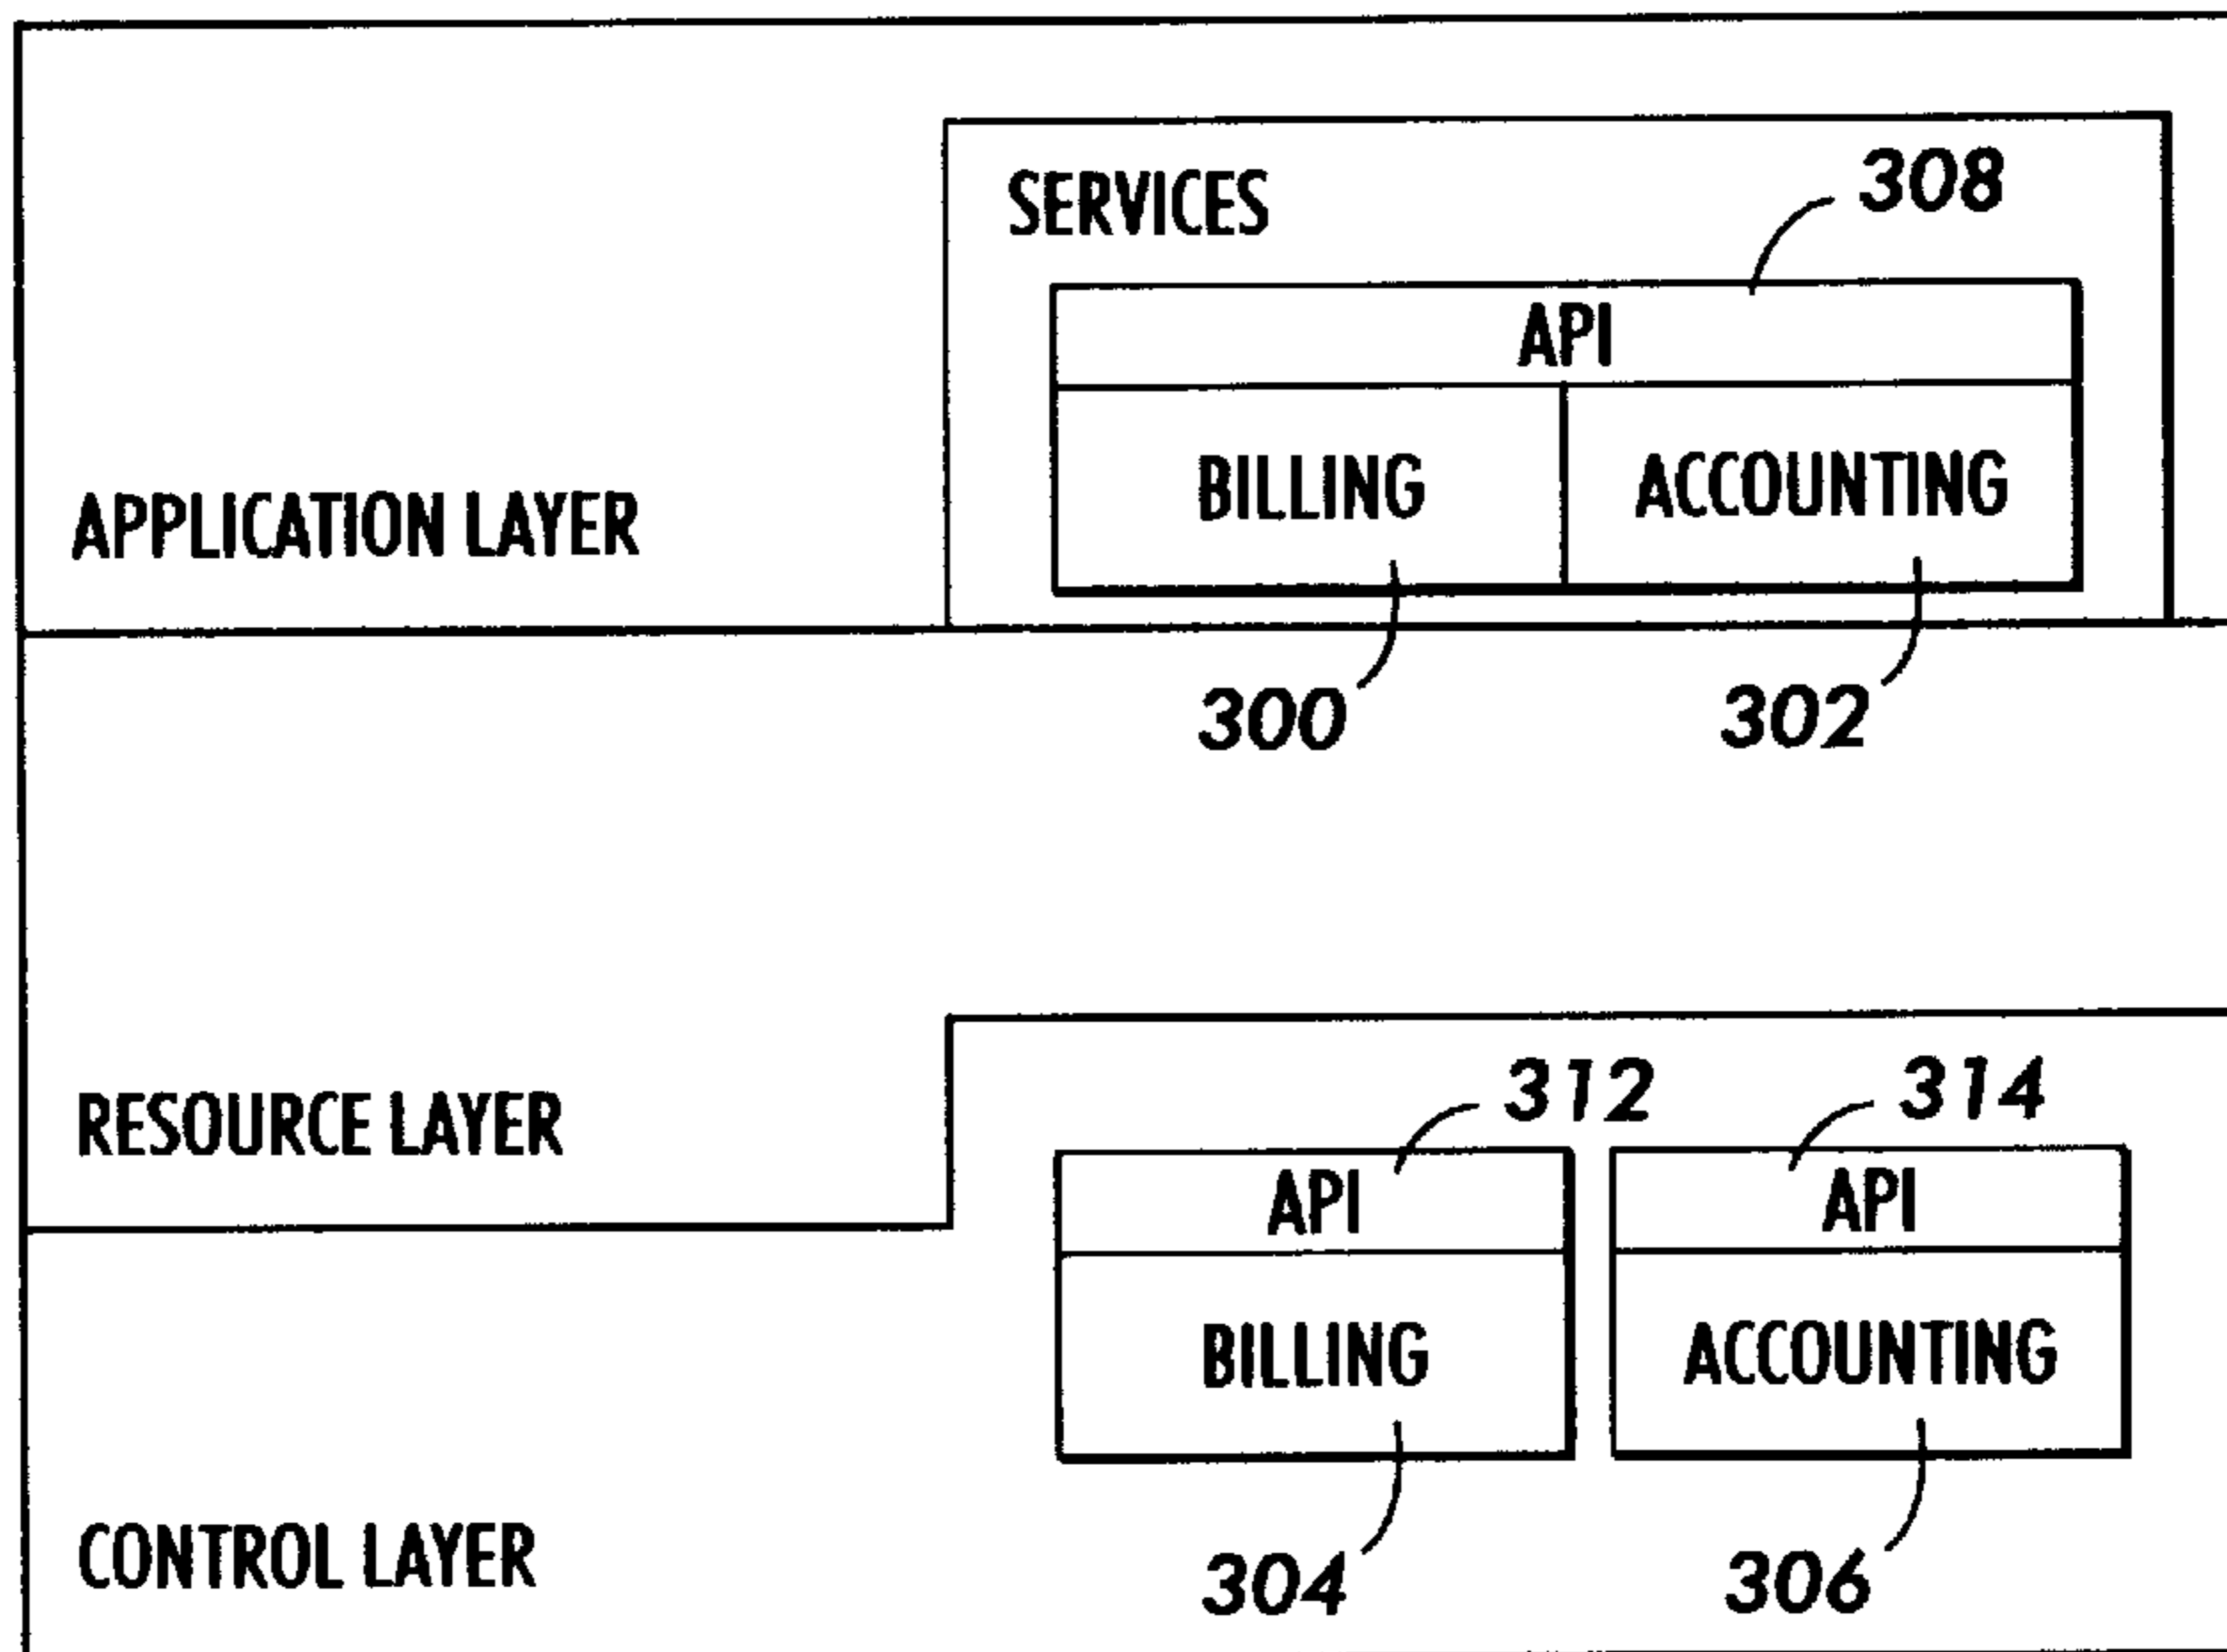 308
SERVICES
API
BILLING ACCOUNTING
APPLICATION LAYER
300 302
312 314
RESOURCE LAYER
API API
BILLING ACCOUNTING
CONTROL LAYER
304 306